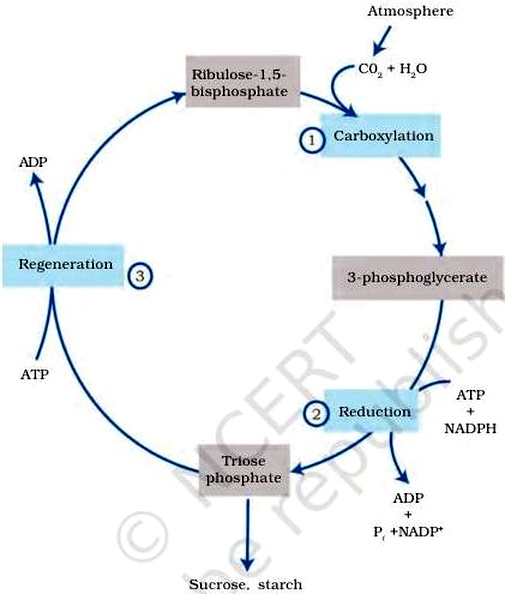 Atmosphere
CO₂ + H₂O
Ribulose-1,5-
bisphosphate
1
Carboxylation
ADP
Regeneration
3
3-phosphoglycerate
ATP
2
Reduction
ATP
+
NADPH
Triose
phosphate
ADP
+
Pᵢ +NADP⁺
Sucrose, starch
© NCERT
be republish